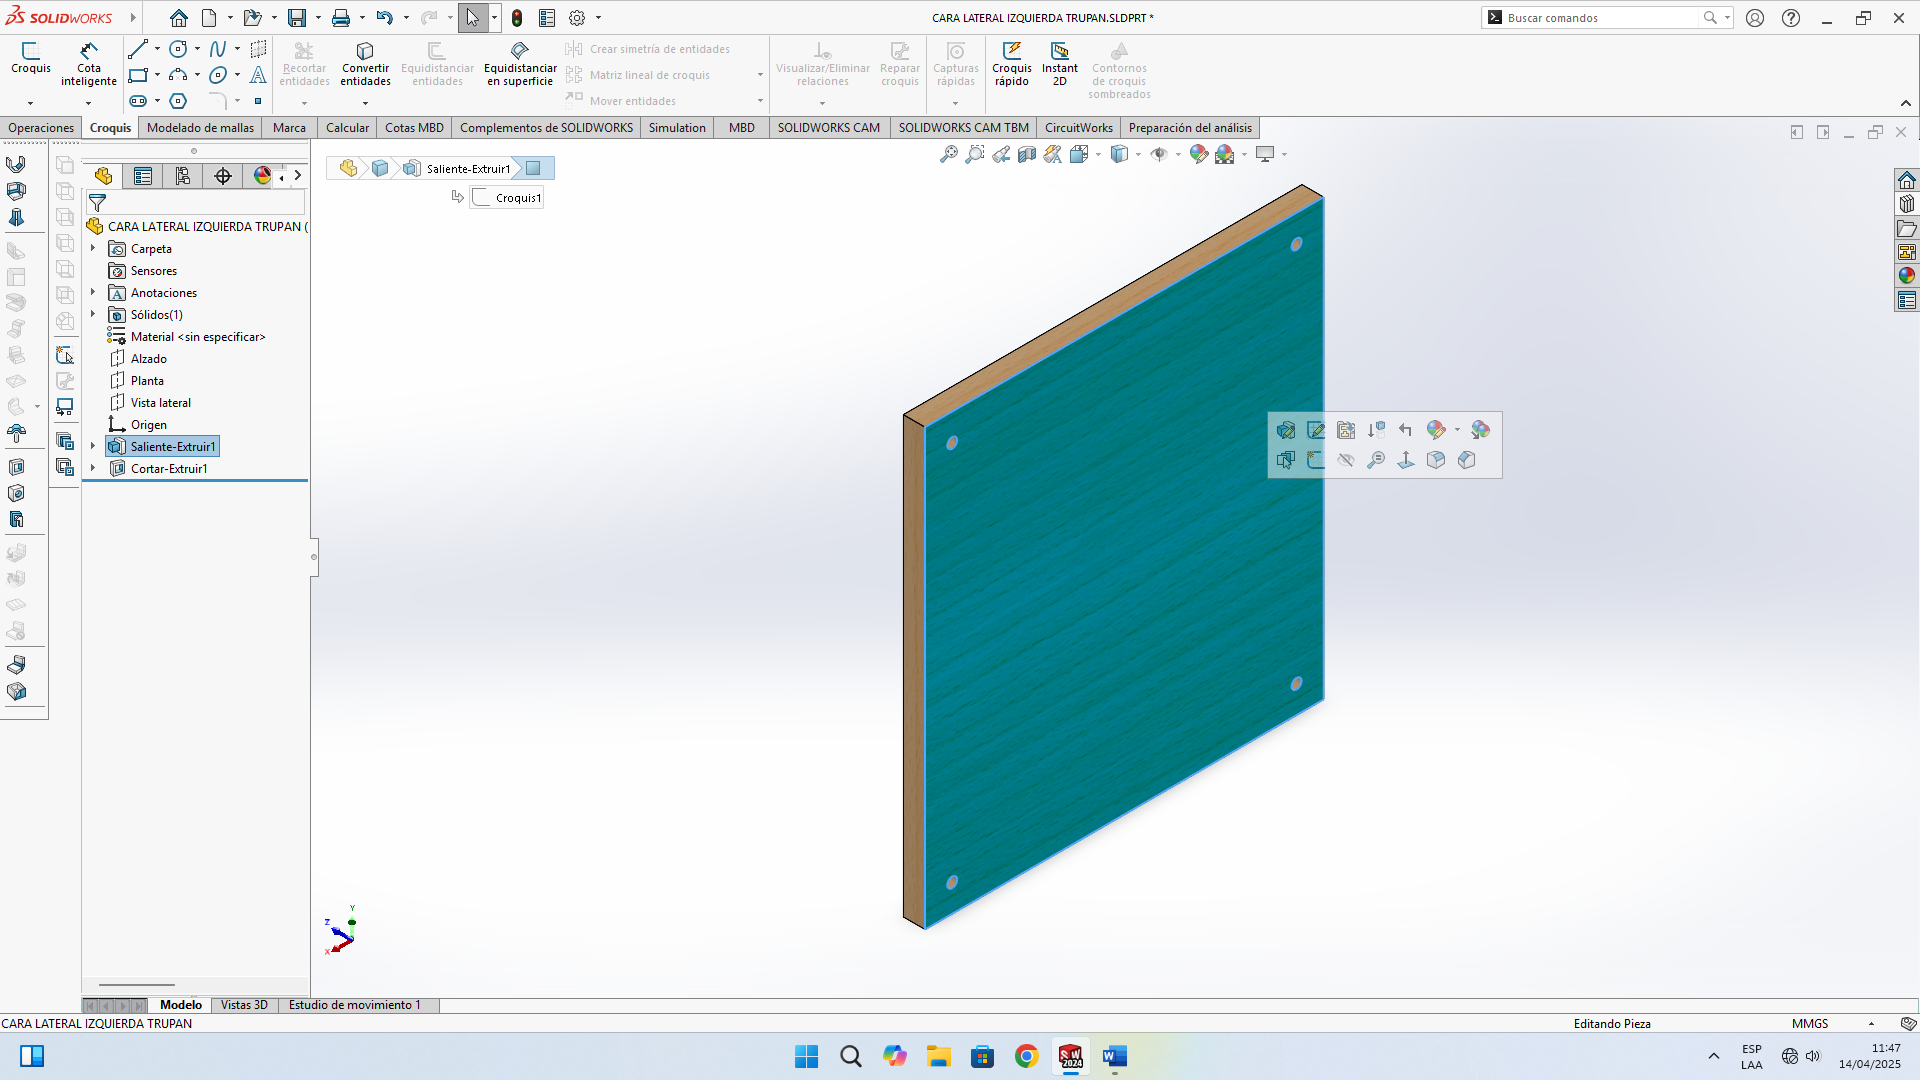 SOLIDWORKS
CARA LATERAL IZQUIERDA TRUPAN.SLDPRT *
Buscar comandos
Croquis
Cota inteligente
Recortar entidades
Convertir entidades
Equidistanciar entidades
Equidistanciar en superficie
Crear simetría de entidades
Matriz lineal de croquis
Mover entidades
Visualizar/Eliminar relaciones
Reparar croquis
Capturas rápidas
Croquis rápido
Instant 2D
Contornos de croquis sombreados
Operaciones
Croquis
Modelado de mallas
Marca
Calcular
Cotas MBD
Complementos de SOLIDWORKS
Simulation
MBD
SOLIDWORKS CAM
SOLIDWORKS CAM TBM
CircuitWorks
Preparación del análisis
Saliente-Extruir1
Croquis1
CARA LATERAL IZQUIERDA TRUPAN (
Carpeta
Sensores
Anotaciones
Sólidos(1)
Material <sin especificar>
Alzado
Planta
Vista lateral
Origen
Saliente-Extruir1
Cortar-Extruir1
Y
Z
X
Modelo
Vistas 3D
Estudio de movimiento 1
CARA LATERAL IZQUIERDA TRUPAN
Editando Pieza
MMGS
ESP
LAA
11:47
14/04/2025